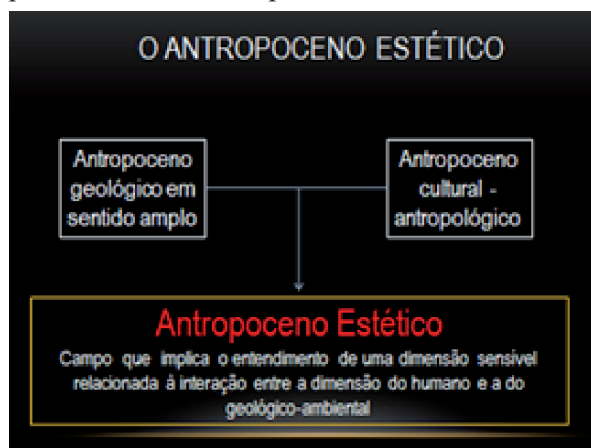 O ANTROPOCENO ESTÉTICO
Antropoceno
geológico em
sentido amplo
Antropoceno
cultural -
antropológico
Antropoceno Estético
Campo que implica o entendimento de uma dimensão sensível
relacionada á interação entre a dimensão do humano e a do
geológico-ambiental